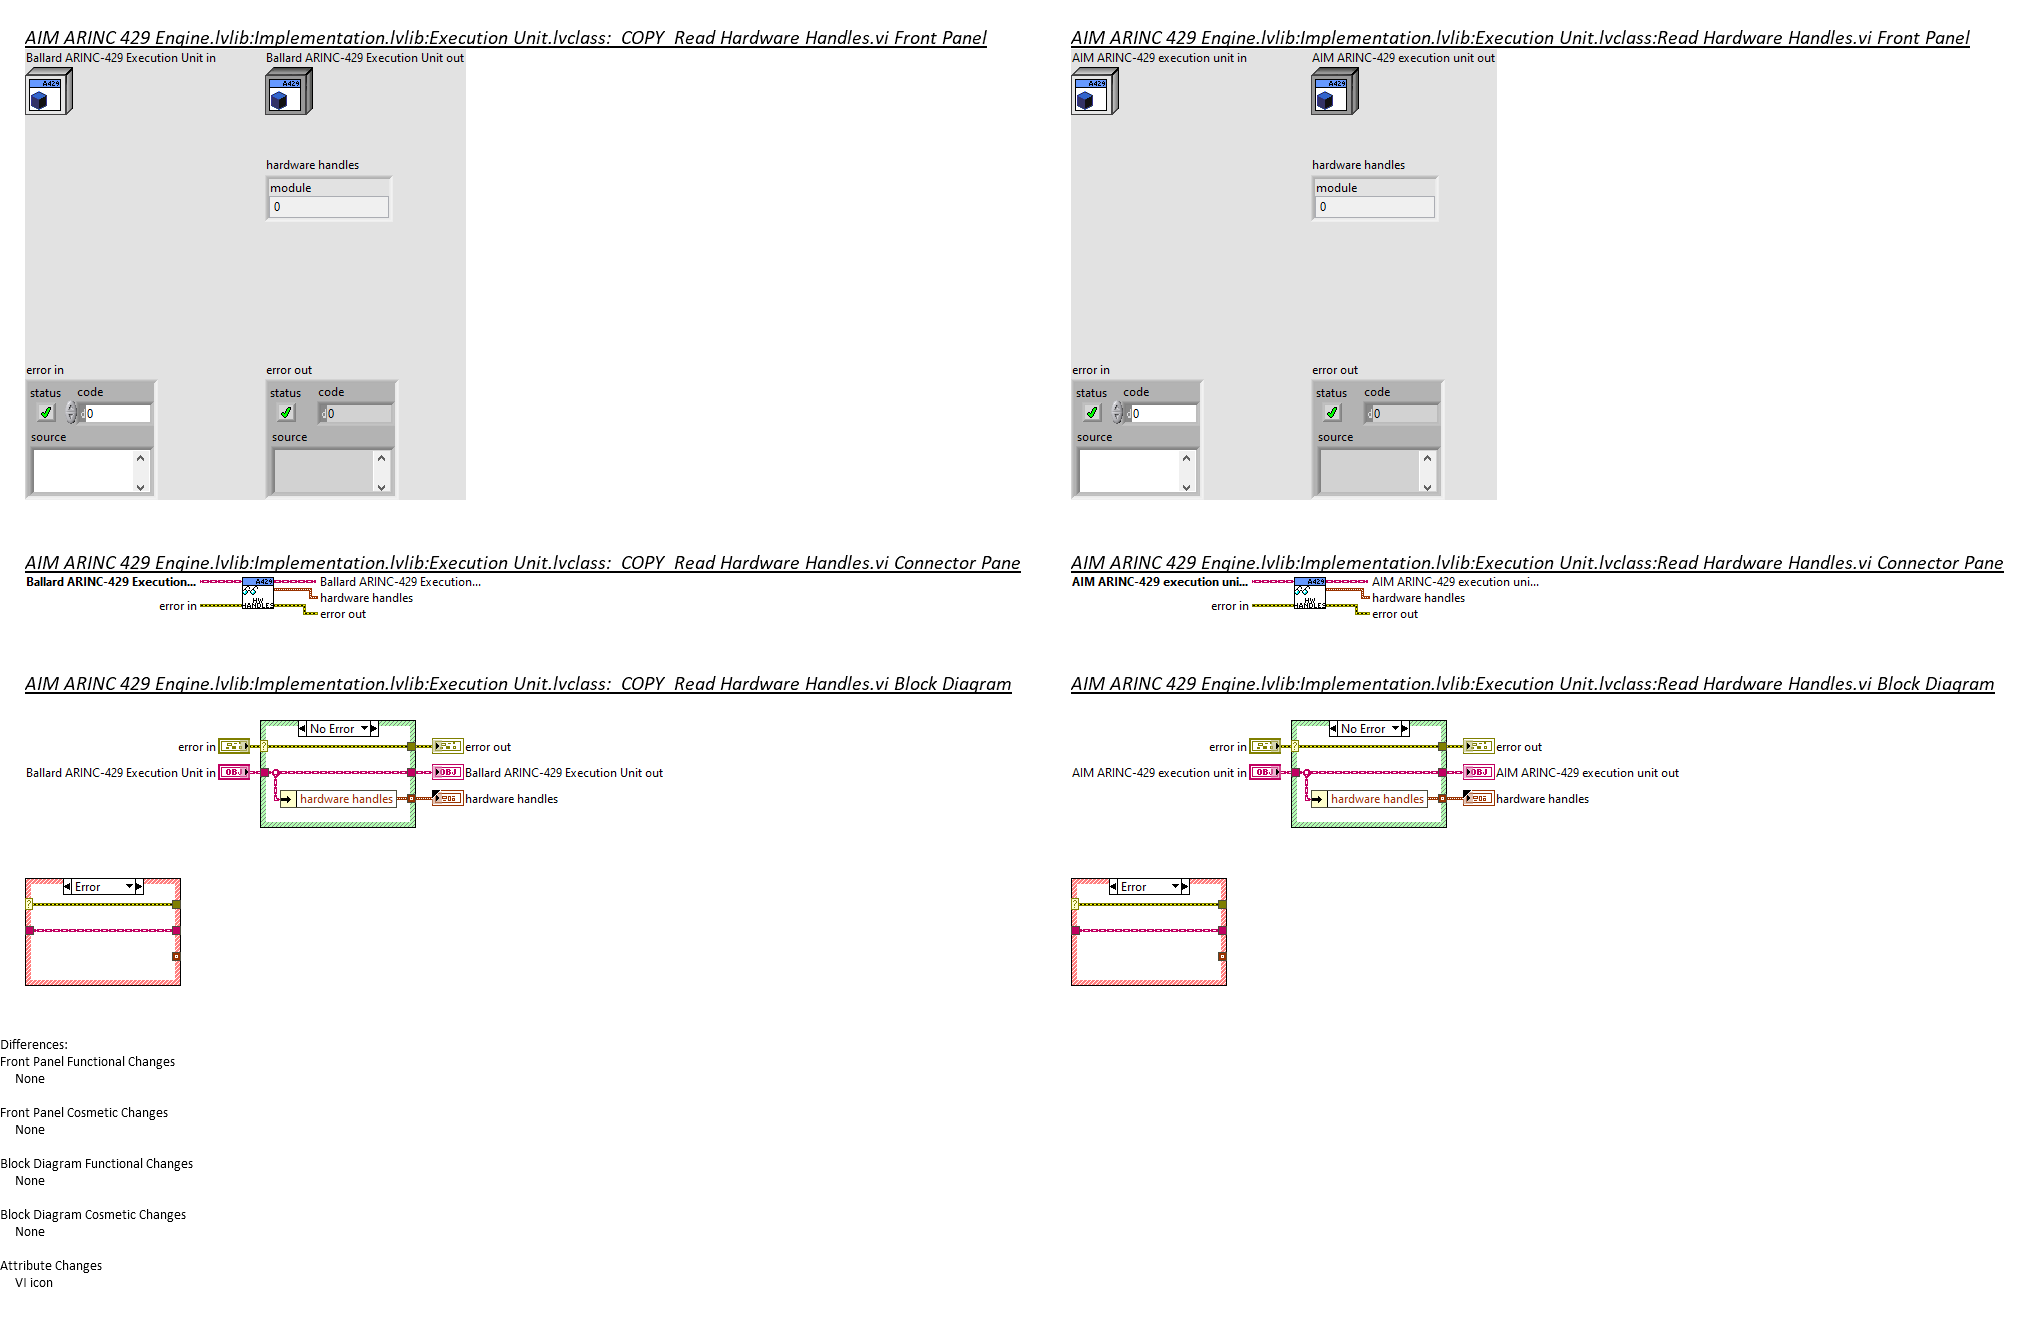 AIM ARINC 429 Engine.lvlib:Implementation.lvlib:Execution Unit.lvclass:  COPY  Read Hardware Handles.vi Front Panel
Ballard ARINC-429 Execution Unit in
Ballard ARINC-429 Execution Unit out
A429
A429
hardware handles
module
0
error in
error out
status code
status code
0
0
source
source
AIM ARINC 429 Engine.lvlib:Implementation.lvlib:Execution Unit.lvclass:Read Hardware Handles.vi Front Panel
AIM ARINC-429 execution unit in
AIM ARINC-429 execution unit out
A429
A429
hardware handles
module
0
error in
error out
status code
status code
0
0
source
source
AIM ARINC 429 Engine.lvlib:Implementation.lvlib:Execution Unit.lvclass:  COPY  Read Hardware Handles.vi Connector Pane
Ballard ARINC-429 Execution...
A429
Ballard ARINC-429 Execution...
hardware handles
error in
HW
HANDLES
error out
AIM ARINC 429 Engine.lvlib:Implementation.lvlib:Execution Unit.lvclass:Read Hardware Handles.vi Connector Pane
AIM ARINC-429 execution uni...
A429
AIM ARINC-429 execution uni...
hardware handles
error in
HW
HANDLES
error out
AIM ARINC 429 Engine.lvlib:Implementation.lvlib:Execution Unit.lvclass:  COPY  Read Hardware Handles.vi Block Diagram
No Error
error in
?
error out
Ballard ARINC-429 Execution Unit in
OBJ
OBJ
Ballard ARINC-429 Execution Unit out
hardware handles
hardware handles
Error
?
AIM ARINC 429 Engine.lvlib:Implementation.lvlib:Execution Unit.lvclass:Read Hardware Handles.vi Block Diagram
No Error
error in
?
error out
AIM ARINC-429 execution unit in
OBJ
OBJ
AIM ARINC-429 execution unit out
hardware handles
hardware handles
Error
?
Differences:
Front Panel Functional Changes
None
Front Panel Cosmetic Changes
None
Block Diagram Functional Changes
None
Block Diagram Cosmetic Changes
None
Attribute Changes
VI icon